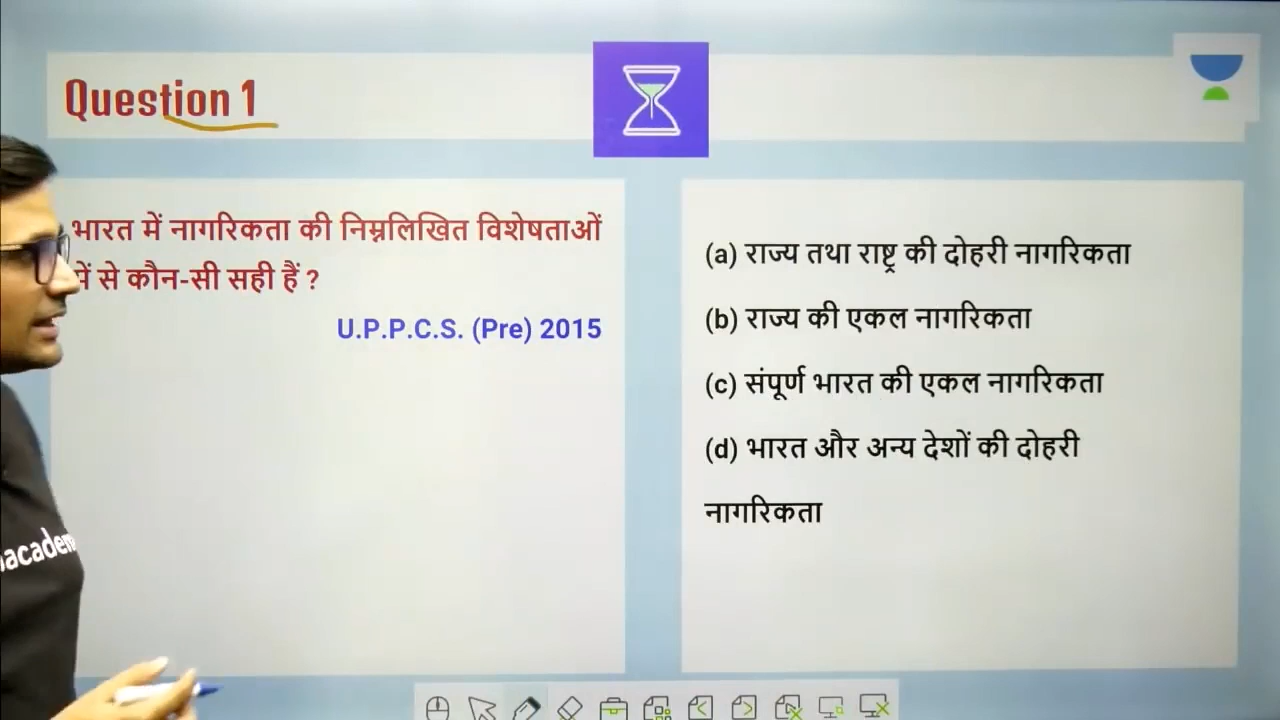 Question 1
भारत में नागरिकता की निम्नलिखित विशेषताओं
में से कौन-सी सही हैं ?
U.P.P.C.S. (Pre) 2015
(a) राज्य तथा राष्ट्र की दोहरी नागरिकता
(b) राज्य की एकल नागरिकता
(c) संपूर्ण भारत की एकल नागरिकता
(d) भारत और अन्य देशों की दोहरी
नागरिकता